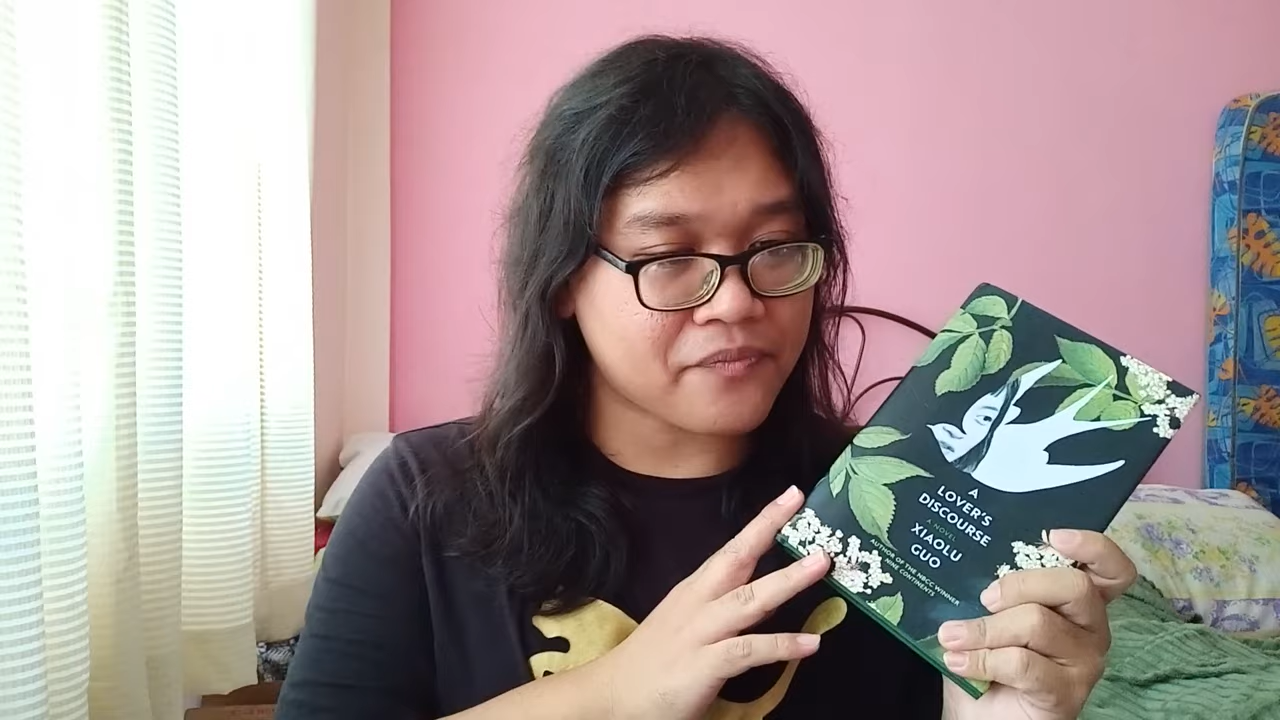 A
LOVER'S
DISCOURSE
A NOVEL
XIAOLU
GUO
AUTHOR OF THE NBCC WINNER
NINE CONTINENTS